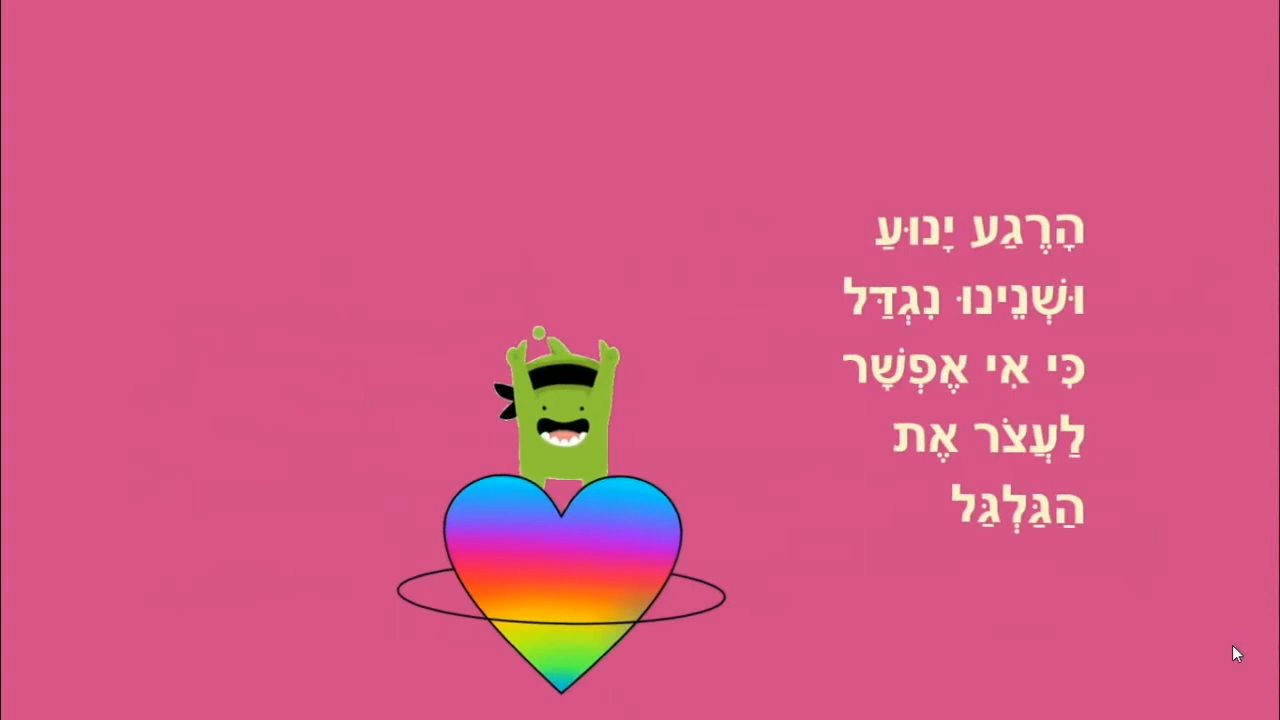 הָרֶגַע יָנוּעַ
וּשְׁנֵינוּ נִגְדַּל
כִּי אִי אֶפְשָׁר
לַעֲצֹר אֶת
הַגַּלְגַּל